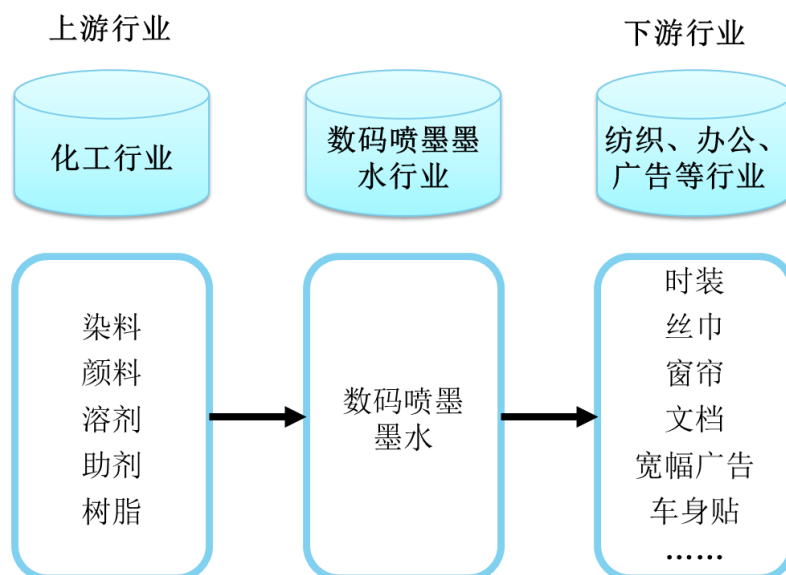 上游行业
下游行业
化工行业
数码喷墨墨
水行业
纺织、办公、
广告等行业
染料
颜料
溶剂
助剂
树脂
数码喷墨
墨水
时装
丝巾
窗帘
文档
宽幅广告
车身贴
……